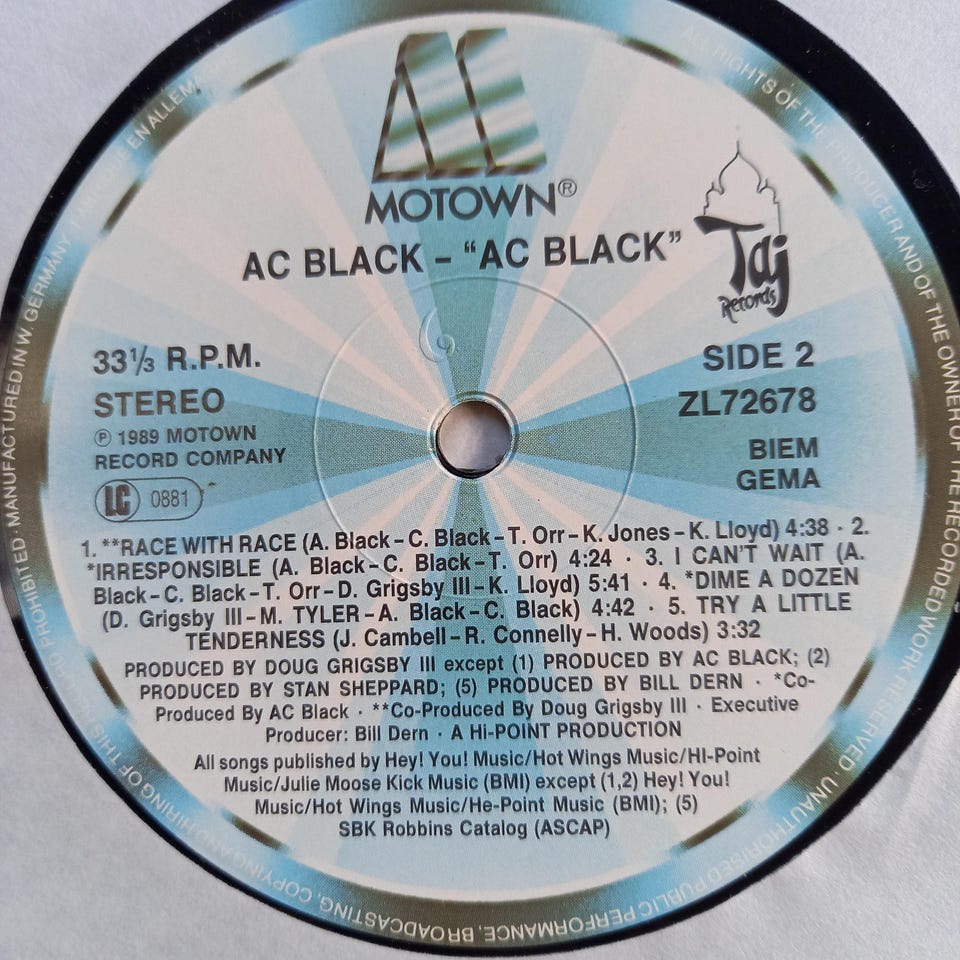 MOTOWN®
Taj
Records
AC BLACK – “AC BLACK”
33⅓ R.P.M.
STEREO
℗ 1989 MOTOWN
RECORD COMPANY
LC 0881
SIDE 2
ZL72678
BIEM
GEMA
1. **RACE WITH RACE (A. Black – C. Black – T. Orr – K. Jones – K. Lloyd) 4:38 · 2.
*IRRESPONSIBLE (A. Black – C. Black – T. Orr) 4:24 · 3. I CAN'T WAIT (A.
Black – C. Black – T. Orr – D. Grigsby III – K. Lloyd) 5:41 · 4. *DIME A DOZEN
(D. Grigsby III – M. TYLER – A. Black – C. Black) 4:42 · 5. TRY A LITTLE
TENDERNESS (J. Cambell – R. Connelly – H. Woods) 3:32
PRODUCED BY DOUG GRIGSBY III except (1) PRODUCED BY AC BLACK; (2)
PRODUCED BY STAN SHEPPARD; (5) PRODUCED BY BILL DERN · *Co-
Produced By AC Black · **Co-Produced By Doug Grigsby III · Executive
Producer: Bill Dern · A Hi-POINT PRODUCTION
All songs published by Hey! You! Music/Hot Wings Music/HI-Point
Music/Julie Moose Kick Music (BMI) except (1,2) Hey! You!
Music/Hot Wings Music/He-Point Music (BMI); (5)
SBK Robbins Catalog (ASCAP)
ALL RIGHTS OF THE PRODUCER AND OF THE OWNER OF THE RECORDED WORK RESERVED · UNAUTHORISED PUBLIC PERFORMANCE, BROADCASTING, COPYING AND HIRING OF THIS PROHIBITED · MANUFACTURED IN W. GERMANY EN ALLEM